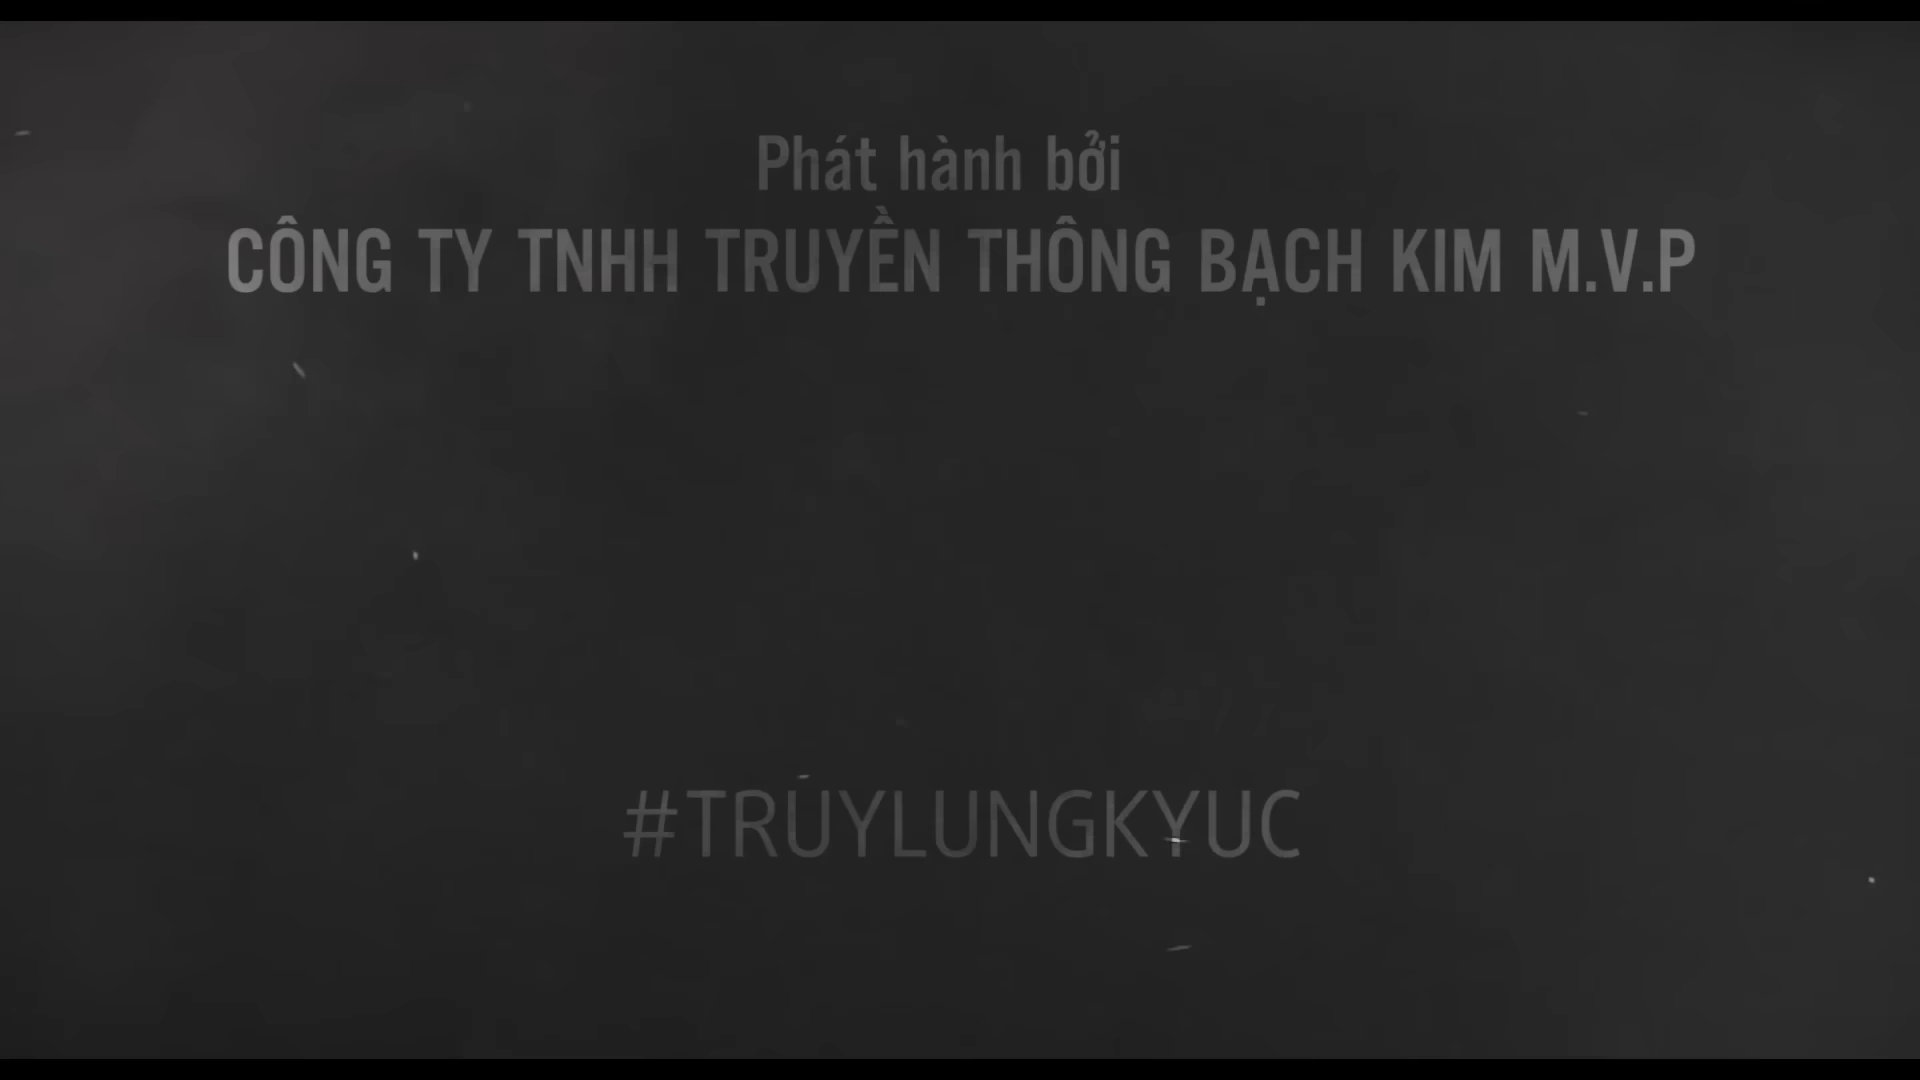 Phát hành bởi
CÔNG TY TNHH TRUYỀN THÔNG BẠCH KIM M.V.P
#TRUYLUNGKYUC